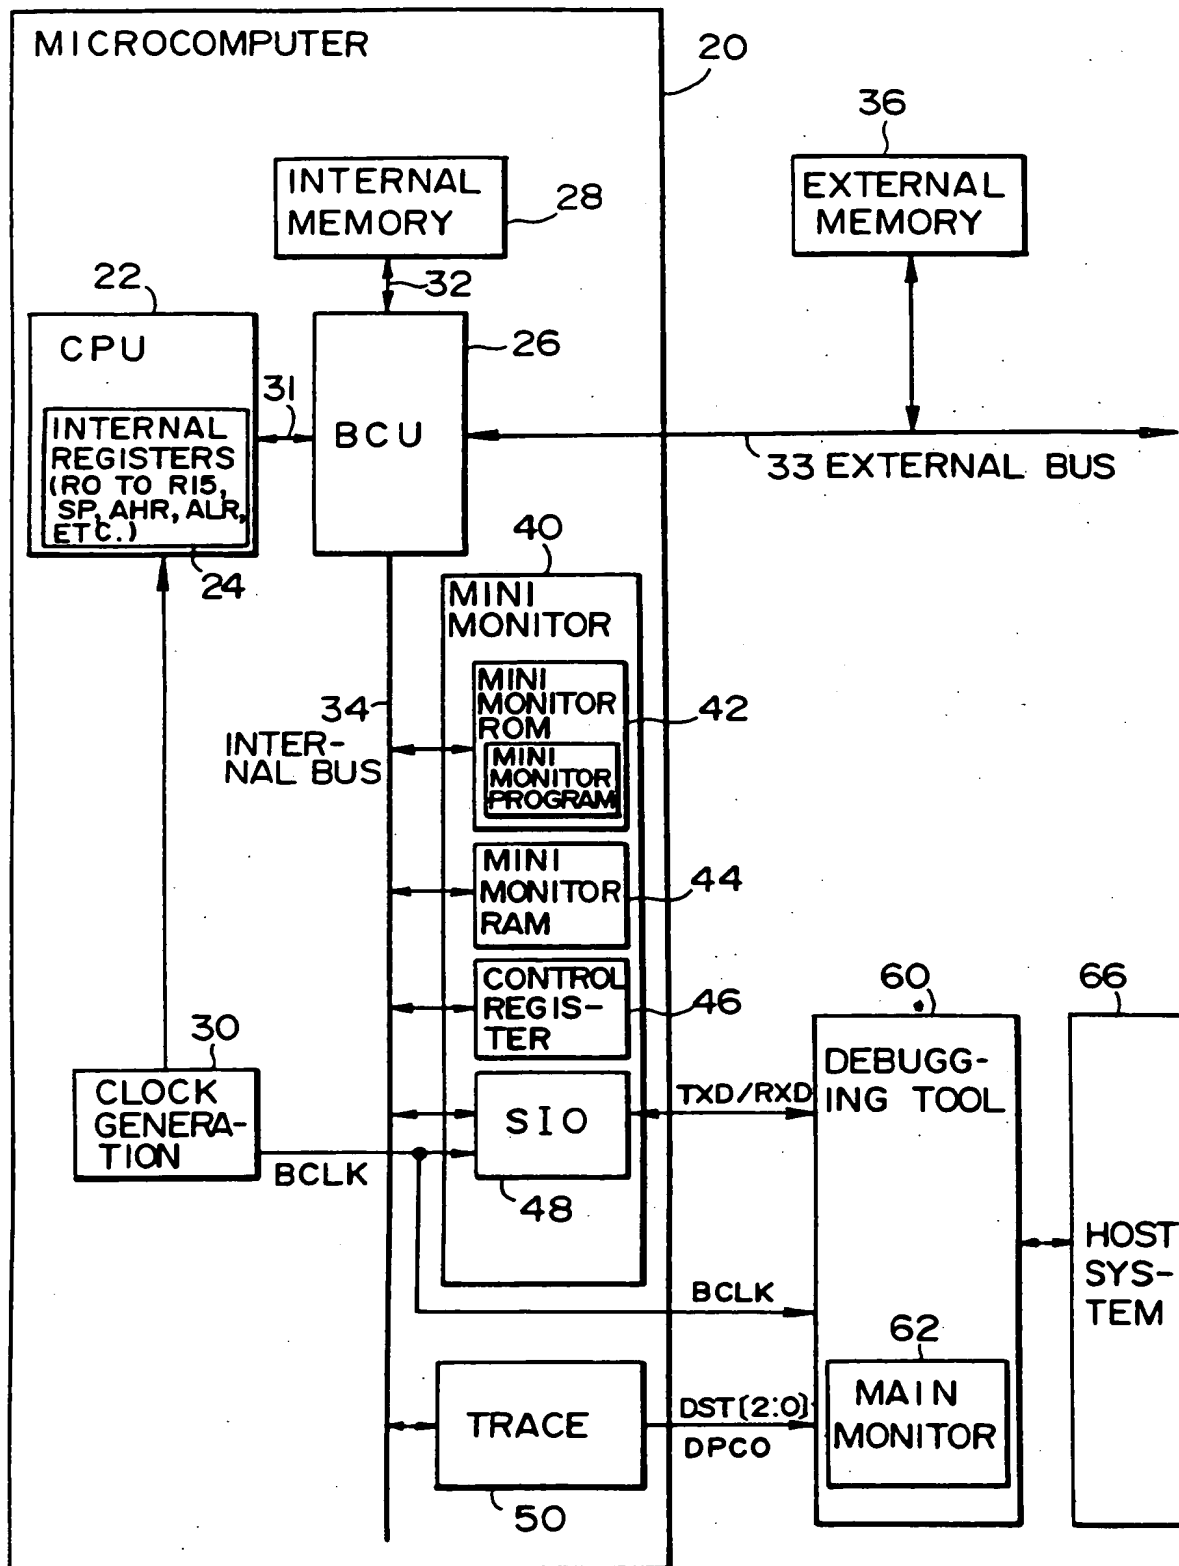 MICROCOMPUTER
20
36
INTERNAL
MEMORY
28
EXTERNAL
MEMORY
32
22
CPU
26
31
BCU
INTERNAL
REGISTERS
(R0 TO R15,
SP, AHR, ALR,
ETC.)
24
33 EXTERNAL BUS
40
MINI
MONITOR
34
INTER-
NAL BUS
MINI
MONITOR
ROM
42
MINI
MONITOR
PROGRAM
MINI
MONITOR
RAM
44
CONTROL
REGIS-
TER
46
60
66
30
CLOCK
GENERA-
TION
SIO
48
TXD/RXD
DEBUGG-
ING TOOL
BCLK
HOST
SYS-
TEM
BCLK
62
MAIN
MONITOR
TRACE
50
DST[2:0]
DPCO